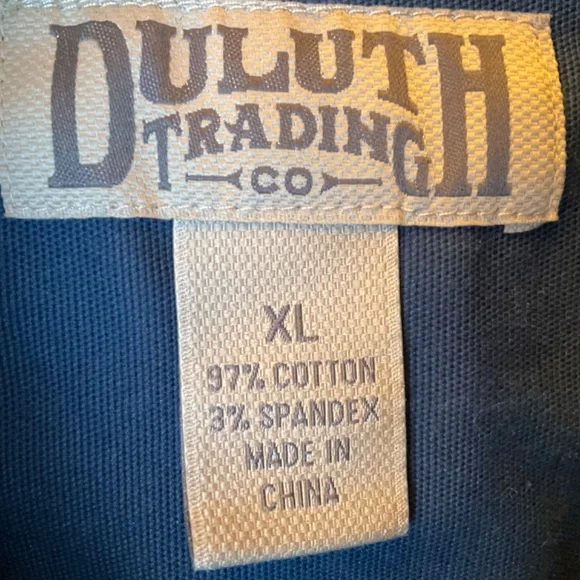 DULUTH
TRADING
CO
XL
97% COTTON
3% SPANDEX
MADE IN
CHINA